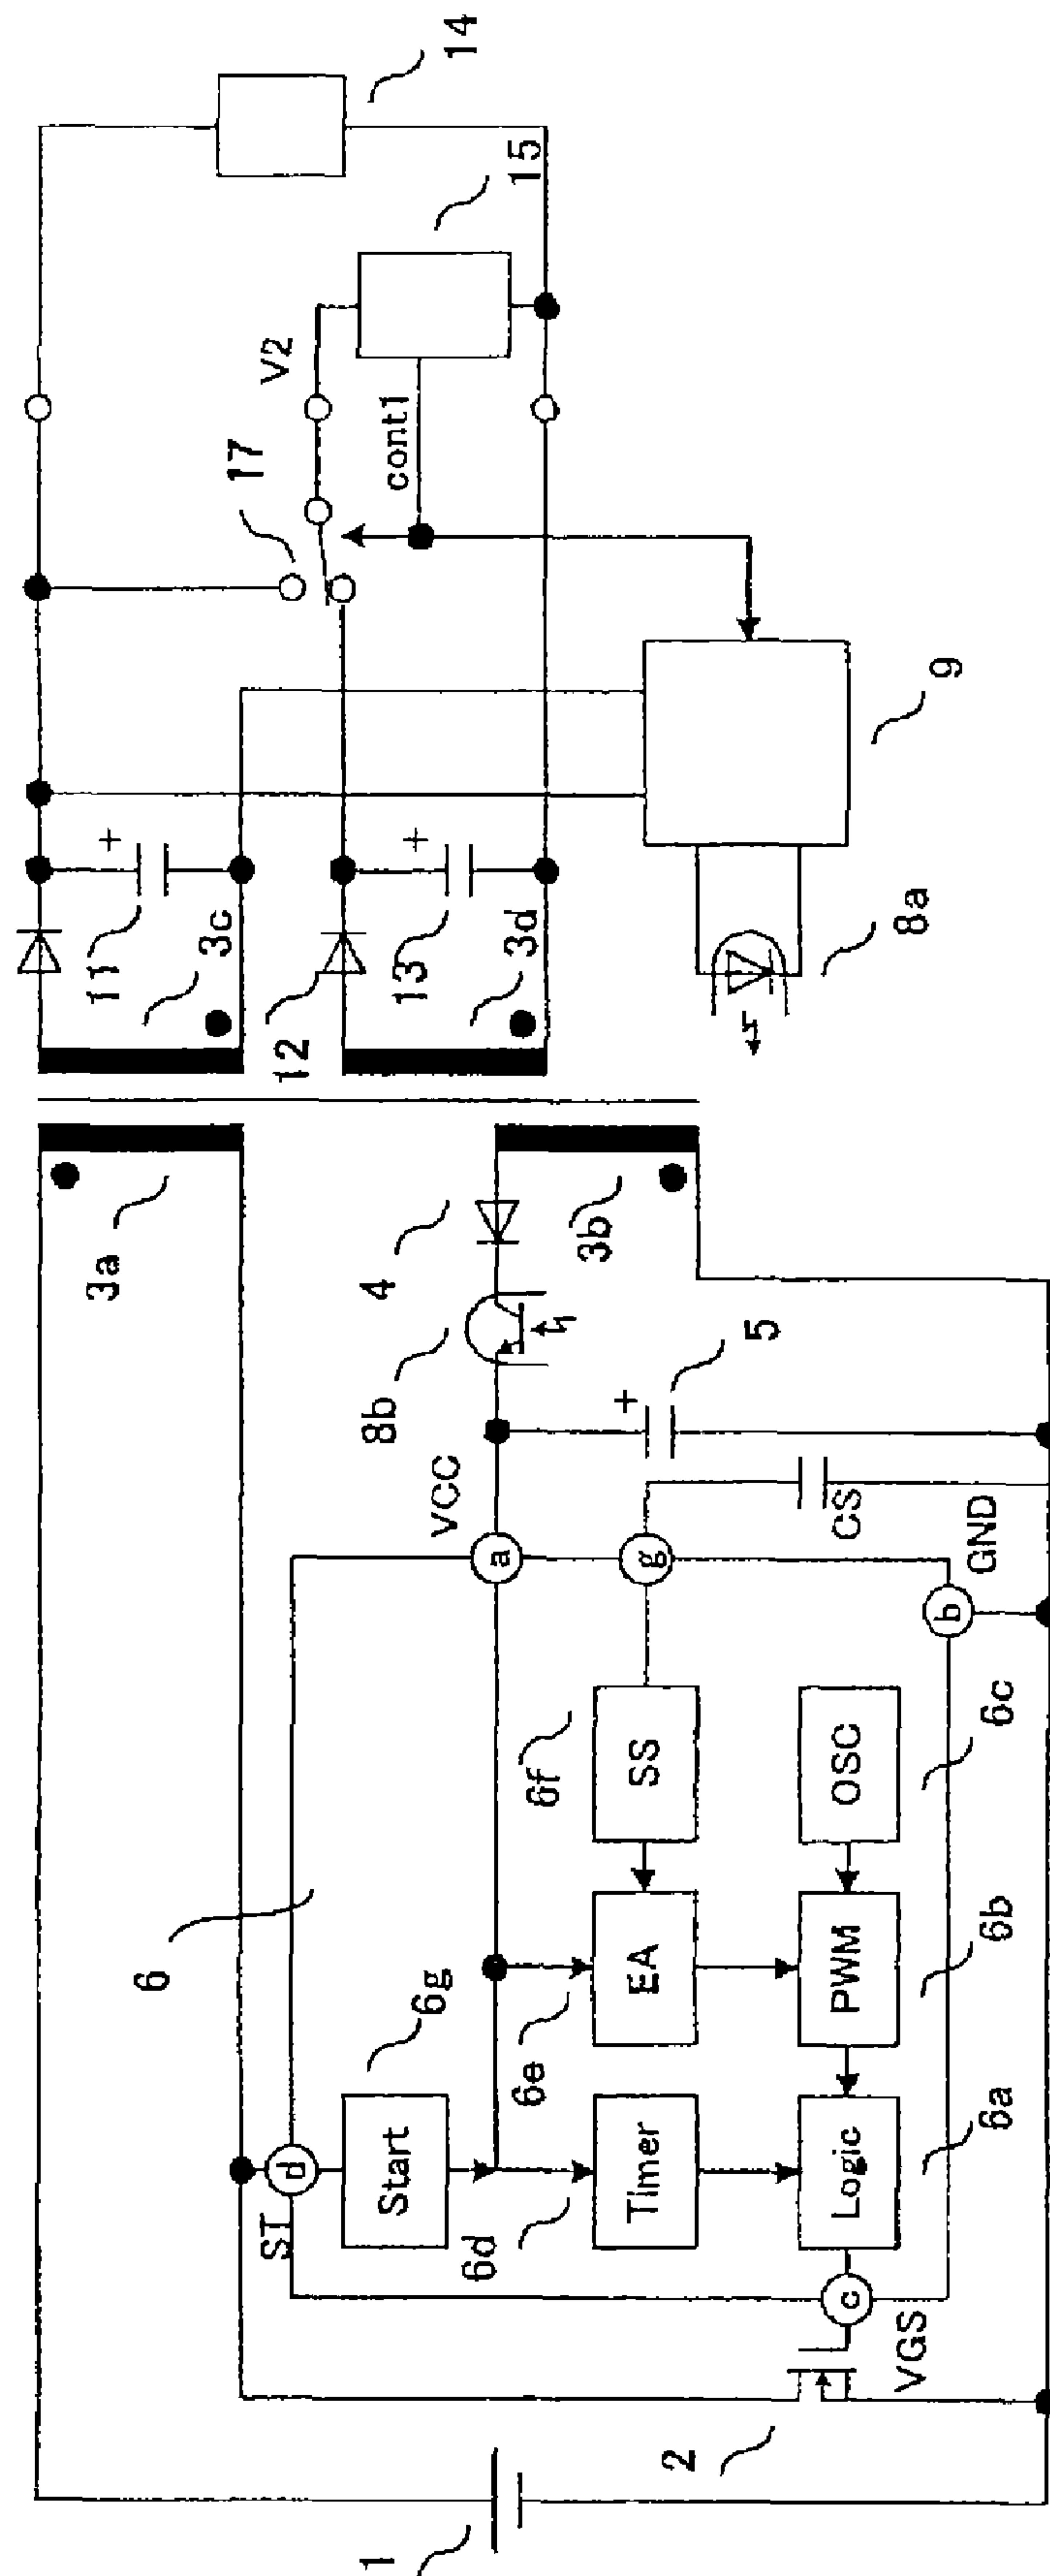 14
15
V2
17
cont1
9
11
+
3c
12
13
+
3d
8a
3a
4
3b
8b
5
+
VCC
a
g
CS
GND
b
6
6f
SS
OSC
6c
6g
6e
EA
PWM
6b
ST
d
Start
6d
Timer
Logic
6a
c
VGS
2
1